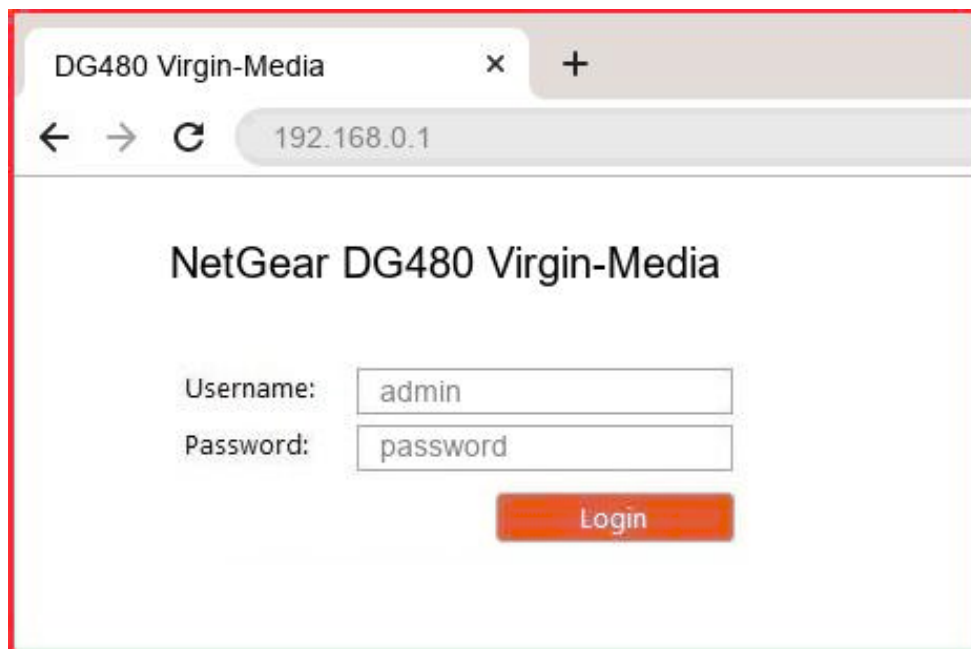 DG480 Virgin-Media
192.168.0.1
NetGear DG480 Virgin-Media
Username: admin
Password: password
Login